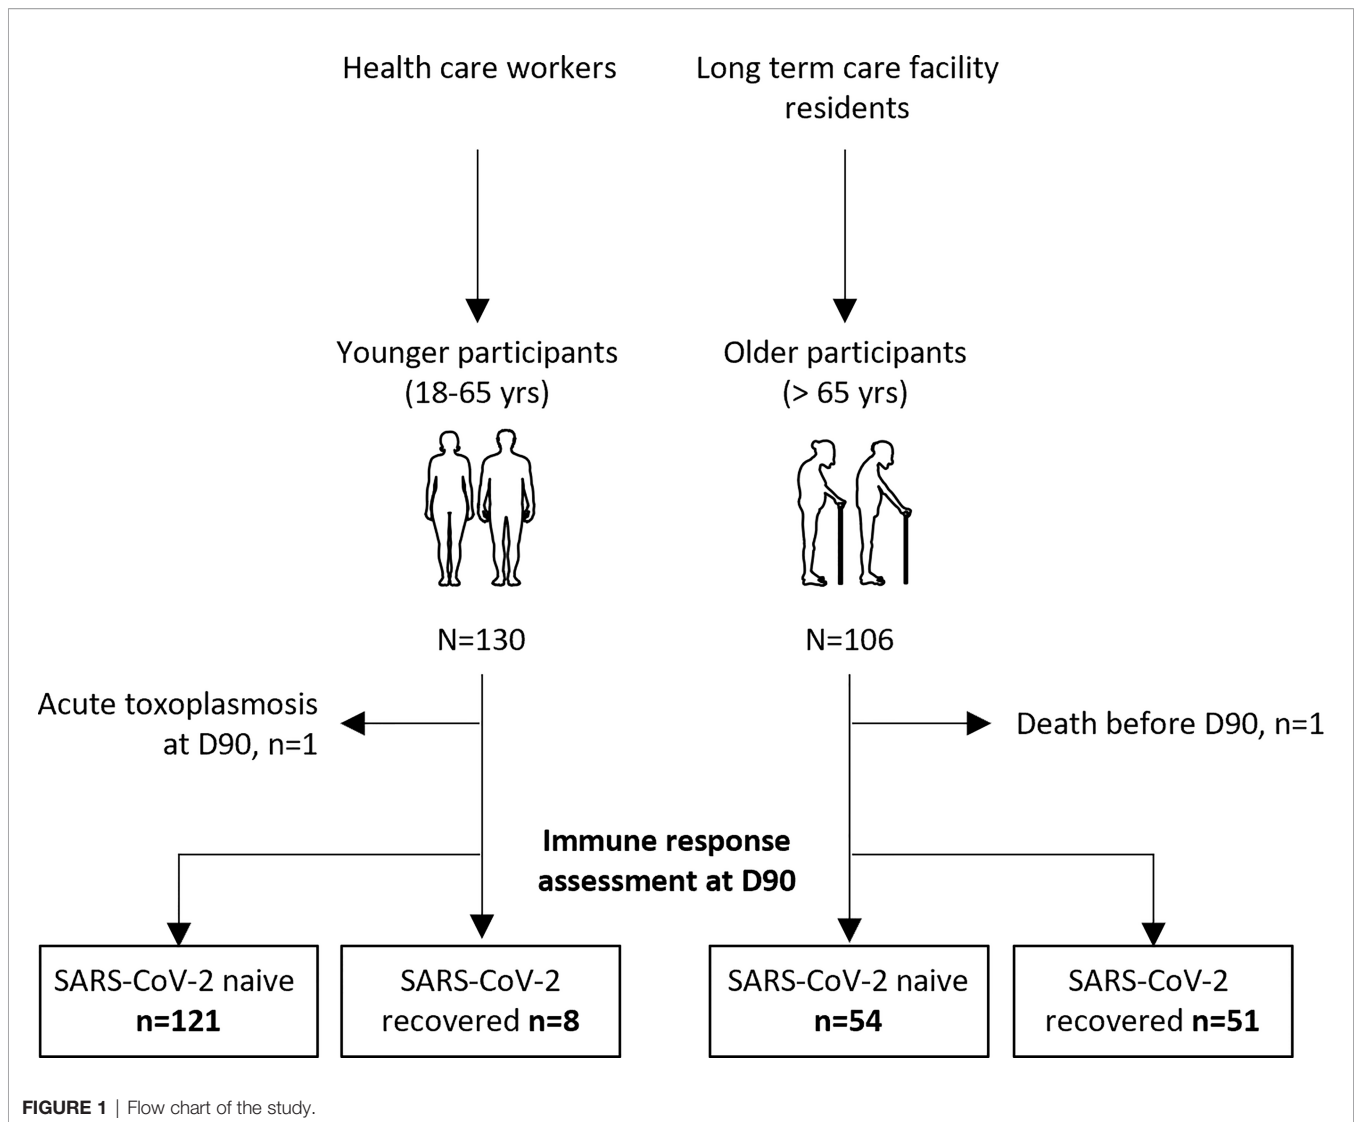 Health care workers
Long term care facility
residents
Younger participants
(18-65 yrs)
Older participants
(> 65 yrs)
N=130
N=106
Acute toxoplasmosis
at D90, n=1
Death before D90, n=1
Immune response
assessment at D90
SARS-CoV-2 naive
n=121
SARS-CoV-2
recovered n=8
SARS-CoV-2 naive
n=54
SARS-CoV-2
recovered n=51
FIGURE 1 | Flow chart of the study.